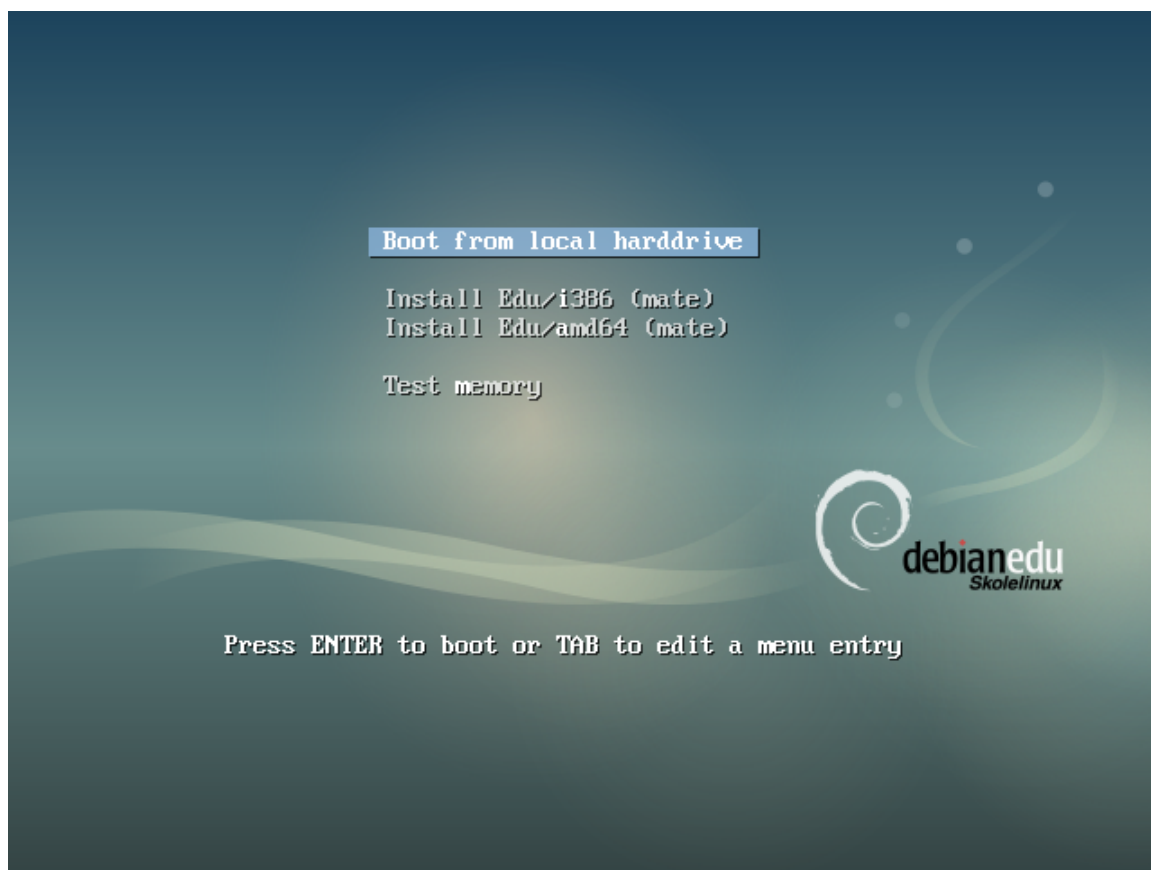 Boot from local harddrive
Install Edu/i386 (mate)
Install Edu/amd64 (mate)
Test memory
debianedu
Skolelinux
Press ENTER to boot or TAB to edit a menu entry